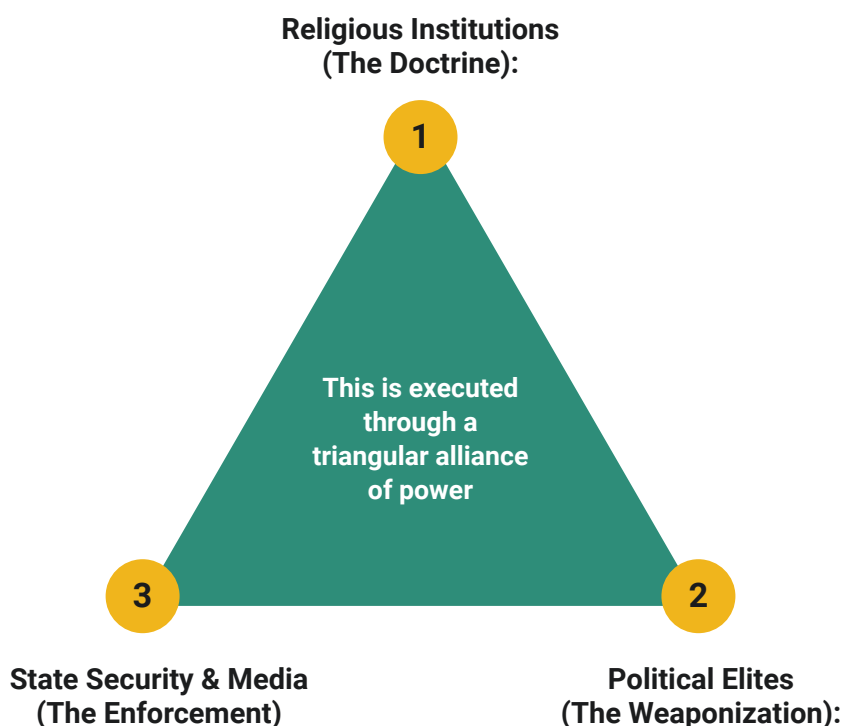 Religious Institutions
(The Doctrine):
1
This is executed
through a
triangular alliance
of power
3
2
State Security & Media
(The Enforcement)
Political Elites
(The Weaponization):